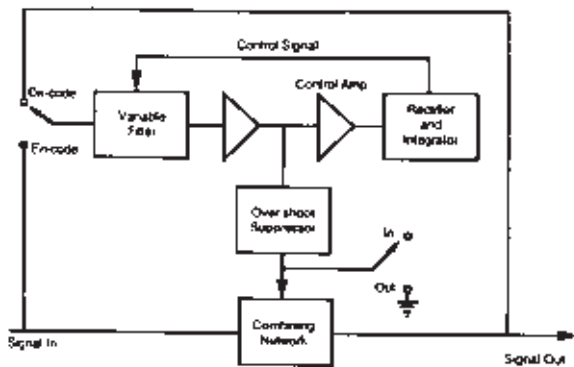 Control Signal
De-code
Variable
Filter
Control Amp
Rectifier
and
Integrator
En-code
Over shoot
Suppressor
In
Out
Combining
Network
Signal In
Signal Out